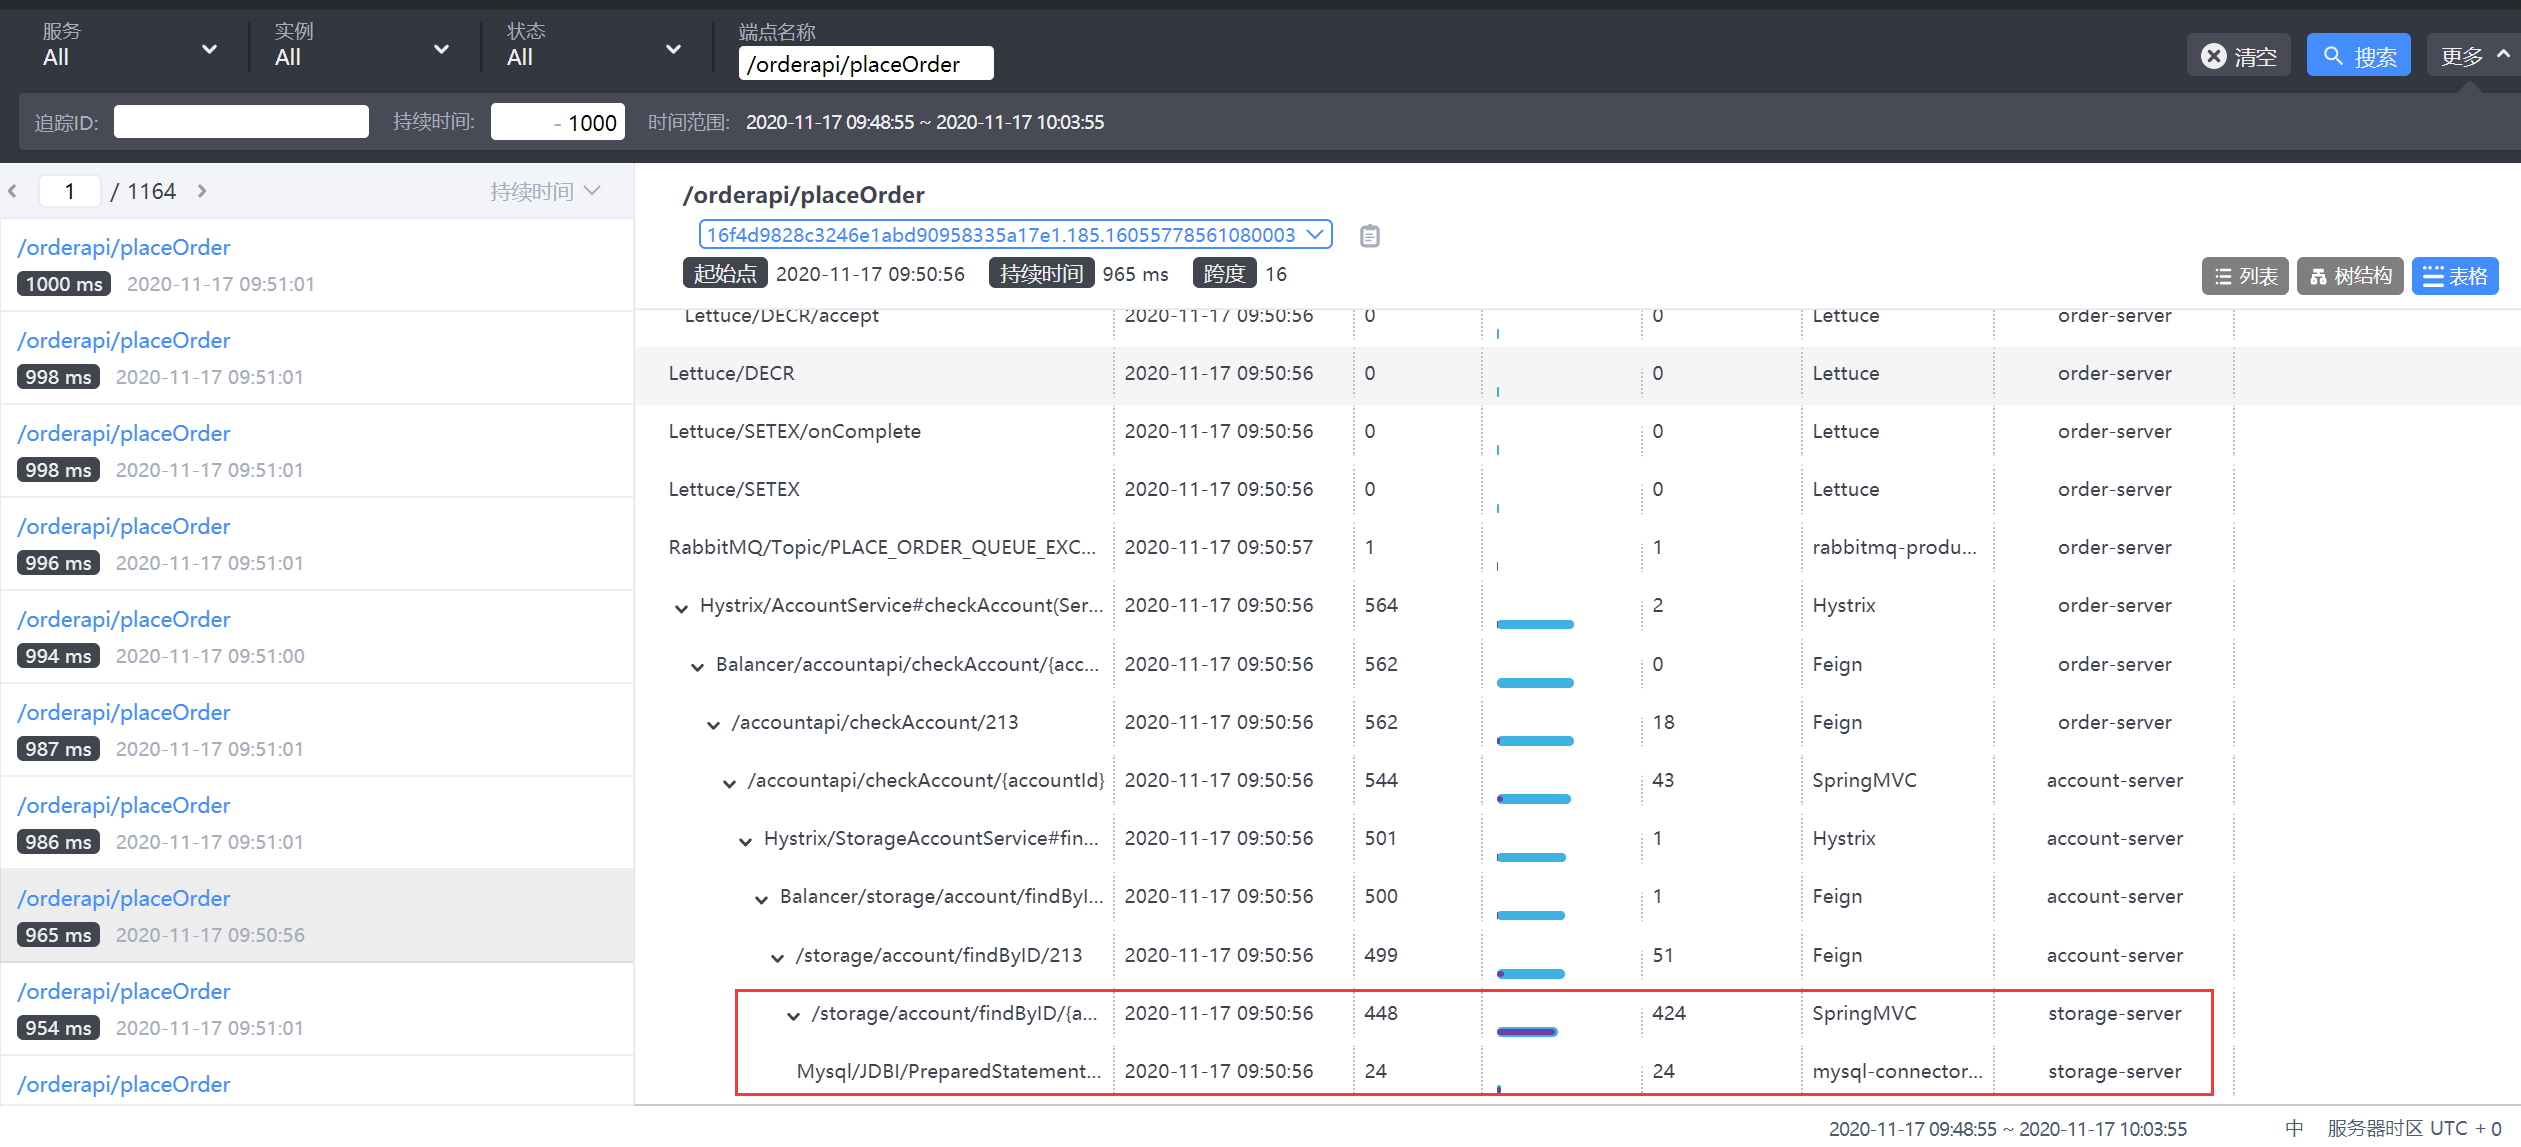 服务 实例 状态 端点名称
All All All /orderapi/placeOrder 清空 搜索 更多
追踪ID: 持续时间: - 1000 时间范围: 2020-11-17 09:48:55 ~ 2020-11-17 10:03:55
1 / 1164 持续时间
/orderapi/placeOrder
1000 ms 2020-11-17 09:51:01
/orderapi/placeOrder
998 ms 2020-11-17 09:51:01
/orderapi/placeOrder
998 ms 2020-11-17 09:51:01
/orderapi/placeOrder
996 ms 2020-11-17 09:51:01
/orderapi/placeOrder
994 ms 2020-11-17 09:51:00
/orderapi/placeOrder
987 ms 2020-11-17 09:51:01
/orderapi/placeOrder
986 ms 2020-11-17 09:51:01
/orderapi/placeOrder
965 ms 2020-11-17 09:50:56
/orderapi/placeOrder
954 ms 2020-11-17 09:51:01
/orderapi/placeOrder
/orderapi/placeOrder
16f4d9828c3246e1abd90958335a17e1.185.16055778561080003
起始点 2020-11-17 09:50:56 持续时间 965 ms 跨度 16
列表 树结构 表格
Lettuce/DECR/accept 2020-11-17 09:50:56 0 0 Lettuce order-server
Lettuce/DECR 2020-11-17 09:50:56 0 0 Lettuce order-server
Lettuce/SETEX/onComplete 2020-11-17 09:50:56 0 0 Lettuce order-server
Lettuce/SETEX 2020-11-17 09:50:56 0 0 Lettuce order-server
RabbitMQ/Topic/PLACE_ORDER_QUEUE_EXC... 2020-11-17 09:50:57 1 1 rabbitmq-produ... order-server
Hystrix/AccountService#checkAccount(Ser... 2020-11-17 09:50:56 564 2 Hystrix order-server
Balancer/accountapi/checkAccount/{acc... 2020-11-17 09:50:56 562 0 Feign order-server
/accountapi/checkAccount/213 2020-11-17 09:50:56 562 18 Feign order-server
/accountapi/checkAccount/{accountId} 2020-11-17 09:50:56 544 43 SpringMVC account-server
Hystrix/StorageAccountService#fin... 2020-11-17 09:50:56 501 1 Hystrix account-server
Balancer/storage/account/findByI... 2020-11-17 09:50:56 500 1 Feign account-server
/storage/account/findByID/213 2020-11-17 09:50:56 499 51 Feign account-server
/storage/account/findByID/{a... 2020-11-17 09:50:56 448 424 SpringMVC storage-server
Mysql/JDBI/PreparedStatement... 2020-11-17 09:50:56 24 24 mysql-connector... storage-server
2020-11-17 09:48:55 ~ 2020-11-17 10:03:55 中 服务器时区 UTC + 0